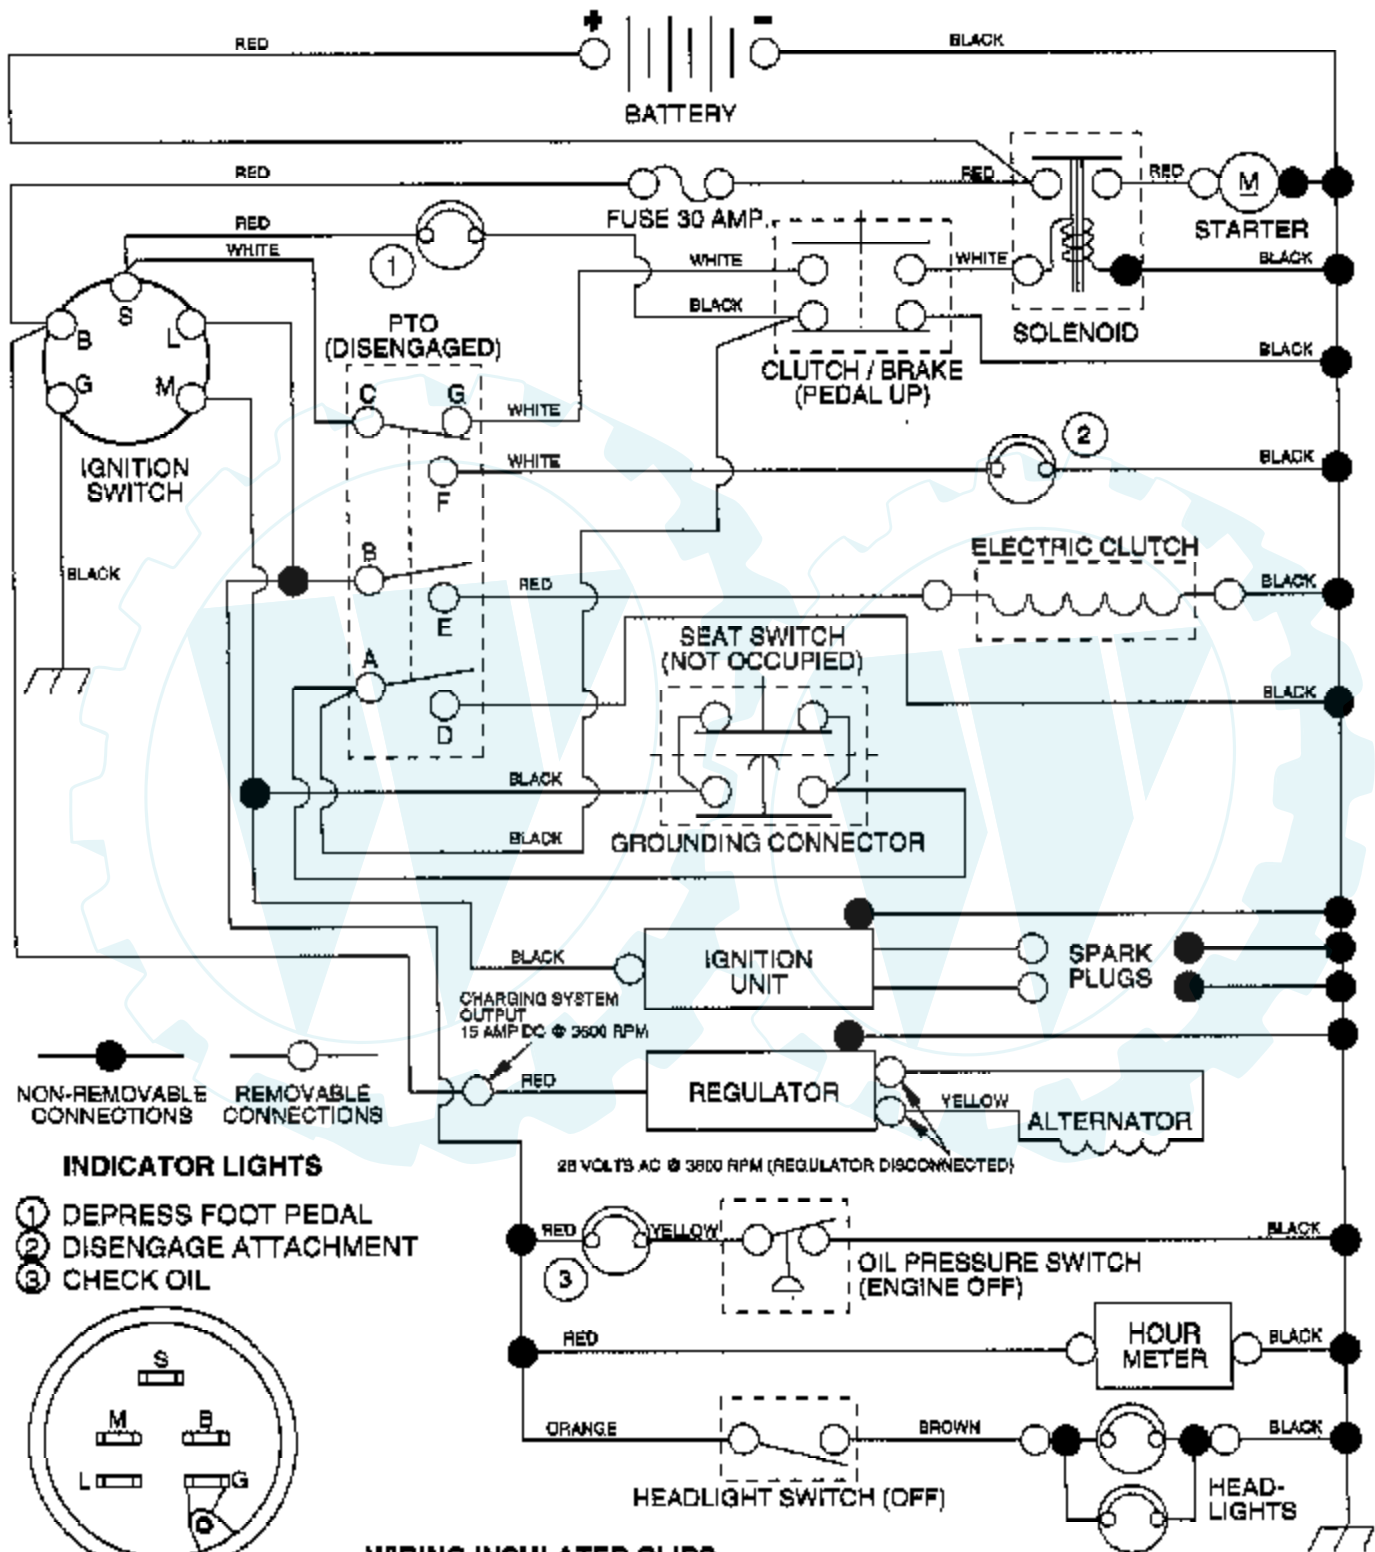 + -
RED BLACK
BATTERY
RED RED RED M
FUSE 30 AMP. STARTER
RED
WHITE 1 WHITE WHITE BLACK
S
B L PTO BLACK SOLENOID
(DISENGAGED) BLACK
G M CLUTCH / BRAKE
(PEDAL UP)
C G WHITE 2
IGNITION WHITE BLACK
SWITCH F
ELECTRIC CLUTCH
B
BLACK RED BLACK
E SEAT SWITCH
(NOT OCCUPIED)
A BLACK
D
BLACK
BLACK GROUNDING CONNECTOR
BLACK IGNITION SPARK
UNIT PLUGS
CHARGING SYSTEM
OUTPUT
15 AMP DC @ 3600 RPM
NON-REMOVABLE REMOVABLE RED REGULATOR YELLOW
CONNECTIONS CONNECTIONS ALTERNATOR
28 VOLTS AC @ 3600 RPM (REGULATOR DISCONNECTED)
INDICATOR LIGHTS
1 DEPRESS FOOT PEDAL
2 DISENGAGE ATTACHMENT
3 CHECK OIL
RED YELLOW BLACK
3 OIL PRESSURE SWITCH
(ENGINE OFF)
RED HOUR BLACK
METER
S
M B
L G
ORANGE BROWN BLACK
HEADLIGHT SWITCH (OFF) HEAD-
LIGHTS
WIRING INSULATED CLIPS